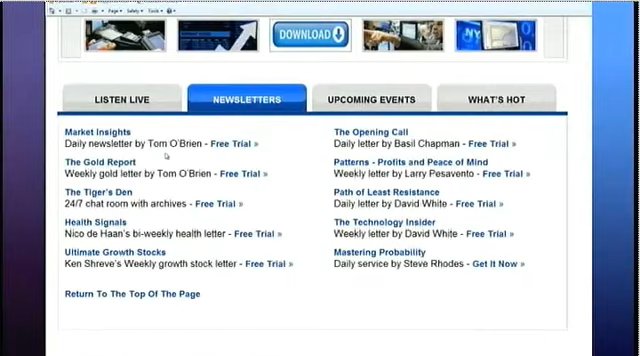 Page Safety Tools
DOWNLOAD
NY
LISTEN LIVE NEWSLETTERS UPCOMING EVENTS WHAT'S HOT
Market Insights
Daily newsletter by Tom O'Brien - Free Trial »
The Gold Report
Weekly gold letter by Tom O'Brien - Free Trial »
The Tiger's Den
24/7 chat room with archives - Free Trial »
Health Signals
Nico de Haan's bi-weekly health letter - Free Trial »
Ultimate Growth Stocks
Ken Shreve's Weekly growth stock letter - Free Trial »
The Opening Call
Daily letter by Basil Chapman - Free Trial »
Patterns - Profits and Peace of Mind
Weekly letter by Larry Pesavento - Free Trial »
Path of Least Resistance
Daily letter by David White - Free Trial »
The Technology Insider
Weekly letter by David White - Free Trial »
Mastering Probability
Daily service by Steve Rhodes - Get It Now »
Return To The Top Of The Page